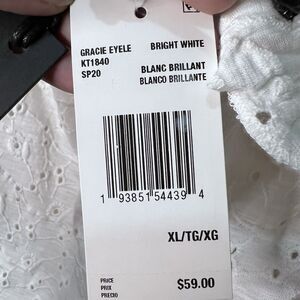 GRACIE EYELE BRIGHT WHITE
KT1840
SP20 BLANC BRILLANT
BLANCO BRILLANTE
1 93851 54439 4
XL/TG/XG
PRICE
PRIX
PRECIO
$59.00